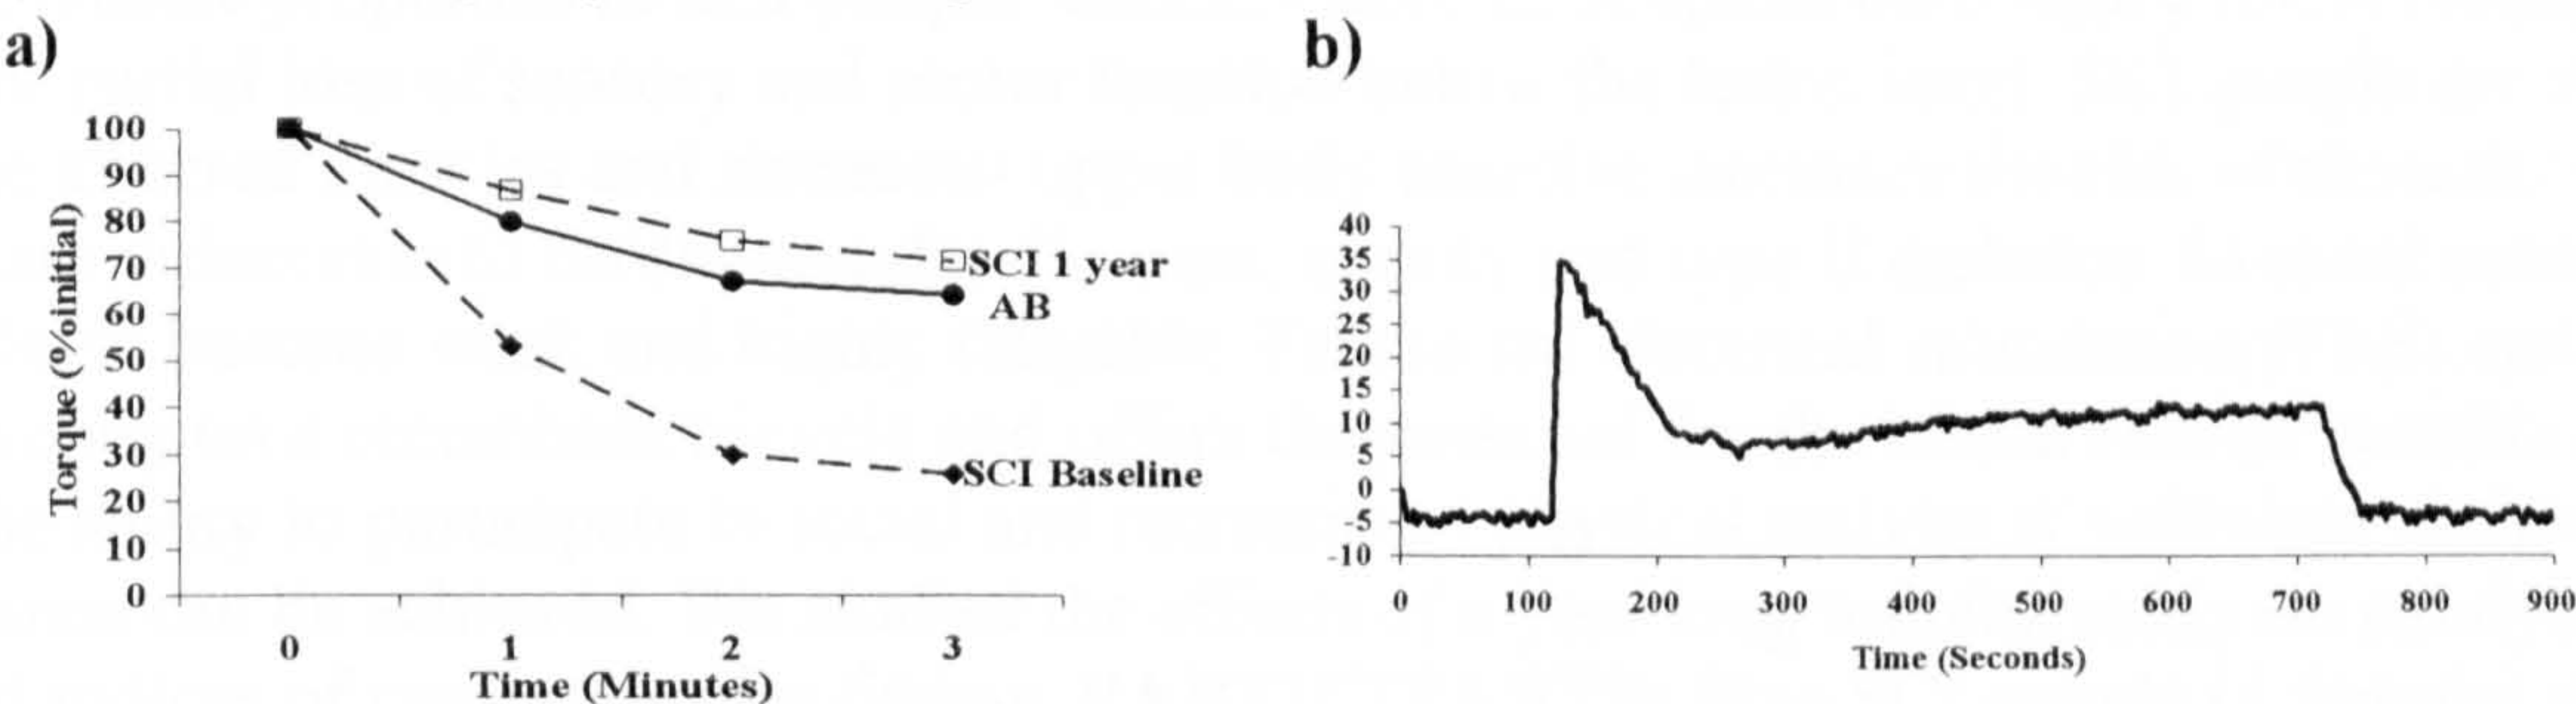 a)
100
90
80
70
60
50
40
30
20
10
0
Torque (%oinitial)
SCI 1 year
AB
SCI Baseline
0 1 2 3
Time (Minutes)
b)
40
35
30
25
20
15
10
5
0
-5
-10
0 100 200 300 400 500 600 700 800 900
Time (Seconds)